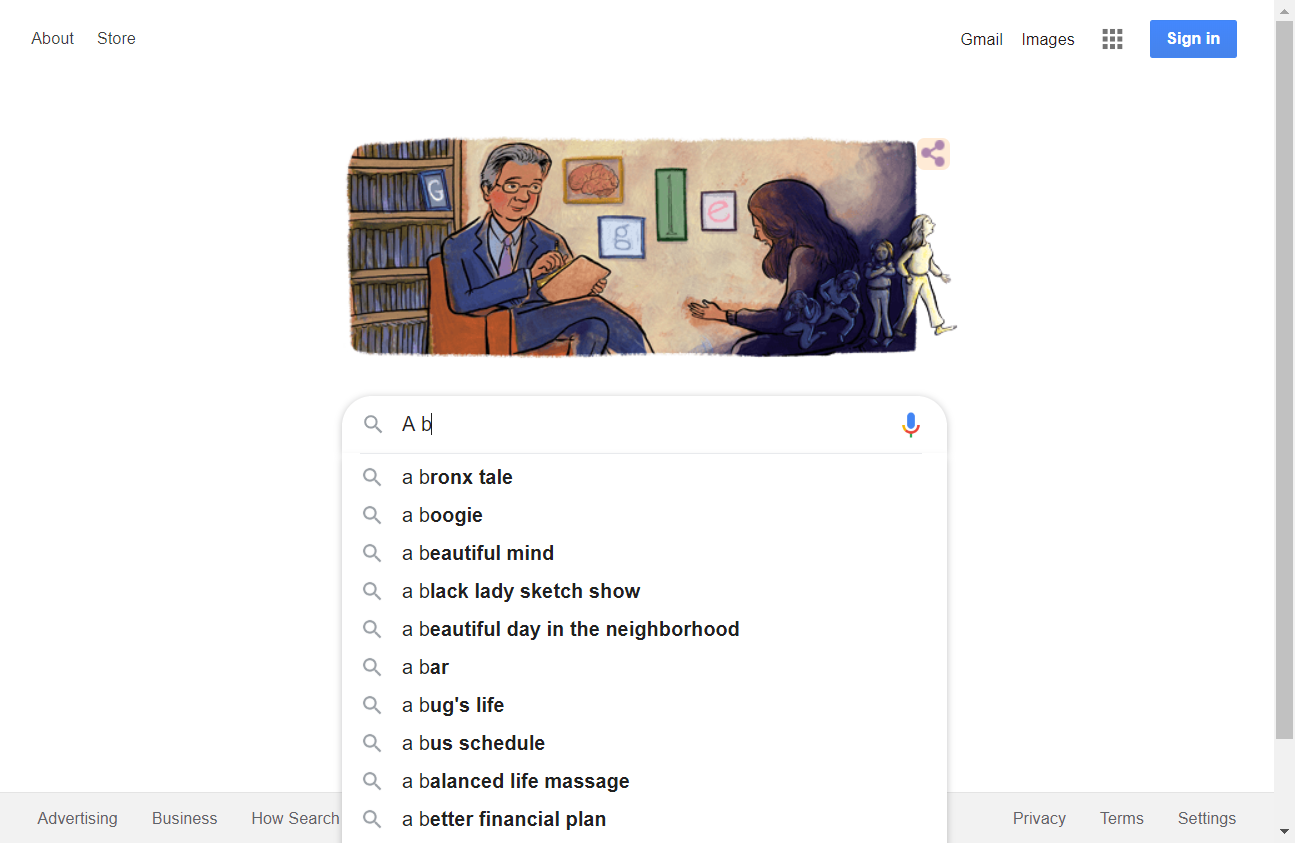 About Store Gmail Images Sign in
G g l e
A b
a bronx tale
a boogie
a beautiful mind
a black lady sketch show
a beautiful day in the neighborhood
a bar
a bug's life
a bus schedule
a balanced life massage
a better financial plan
Advertising Business How Search Privacy Terms Settings